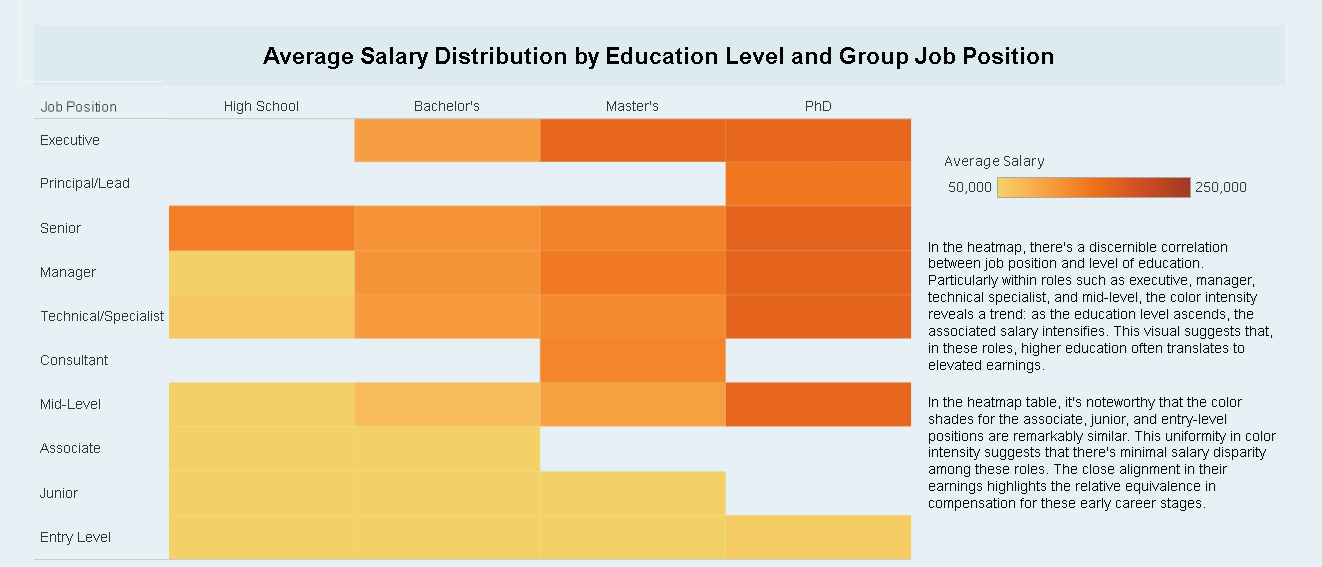 Average Salary Distribution by Education Level and Group Job Position
Job Position High School Bachelor's Master's PhD
Executive
Principal/Lead
Senior
Manager
Technical/Specialist
Consultant
Mid-Level
Associate
Junior
Entry Level
Average Salary
50,000 250,000
In the heatmap, there's a discernible correlation
between job position and level of education.
Particularly within roles such as executive, manager,
technical specialist, and mid-level, the color intensity
reveals a trend: as the education level ascends, the
associated salary intensifies. This visual suggests that,
in these roles, higher education often translates to
elevated earnings.
In the heatmap table, it's noteworthy that the color
shades for the associate, junior, and entry-level
positions are remarkably similar. This uniformity in color
intensity suggests that there's minimal salary disparity
among these roles. The close alignment in their
earnings highlights the relative equivalence in
compensation for these early career stages.